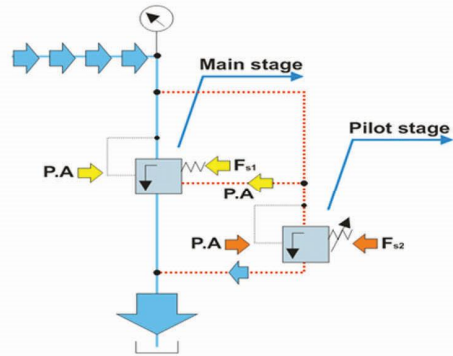 Main stage
Pilot stage
P.A
Fs1
P.A
P.A
Fs2